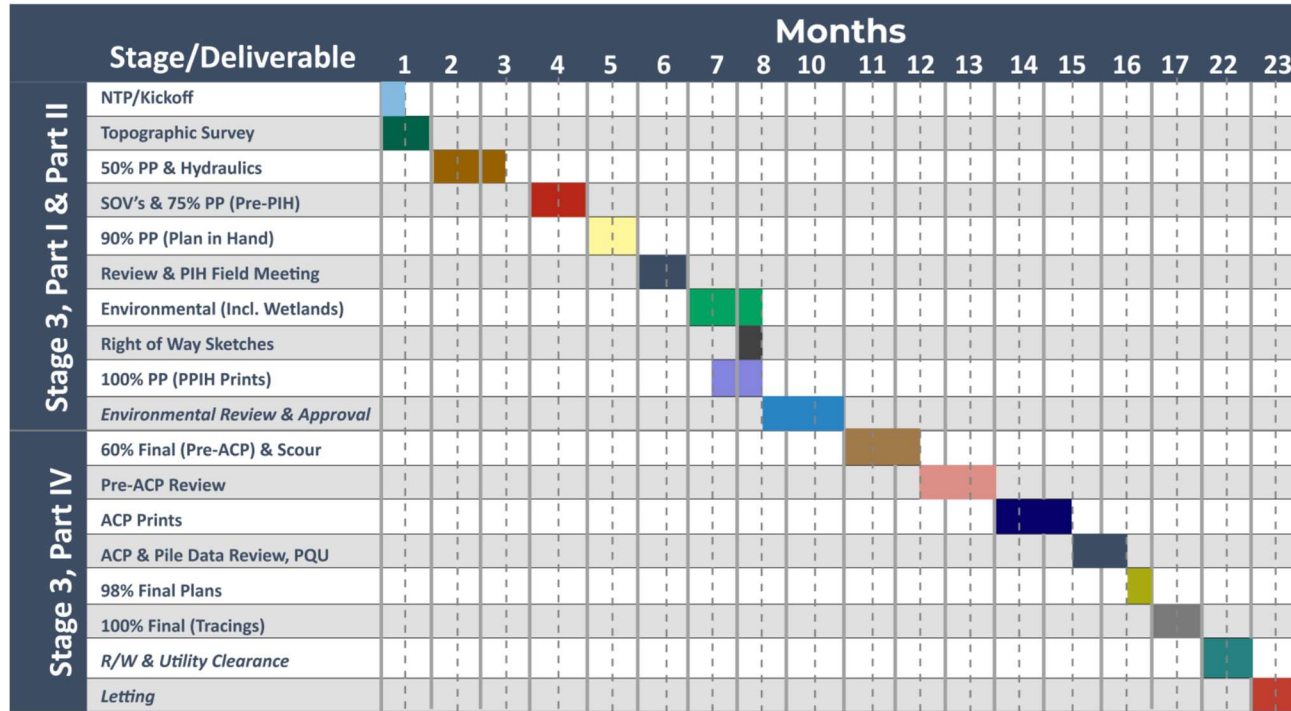 Months
Stage/Deliverable
1 2 3 4 5 6 7 8 10 11 12 13 14 15 16 17 22 23
Stage 3, Part I & Part II
NTP/Kickoff
Topographic Survey
50% PP & Hydraulics
SOV's & 75% PP (Pre-PIH)
90% PP (Plan in Hand)
Review & PIH Field Meeting
Environmental (Incl. Wetlands)
Right of Way Sketches
100% PP (PPIH Prints)
Environmental Review & Approval
Stage 3, Part IV
60% Final (Pre-ACP) & Scour
Pre-ACP Review
ACP Prints
ACP & Pile Data Review, PQU
98% Final Plans
100% Final (Tracings)
R/W & Utility Clearance
Letting